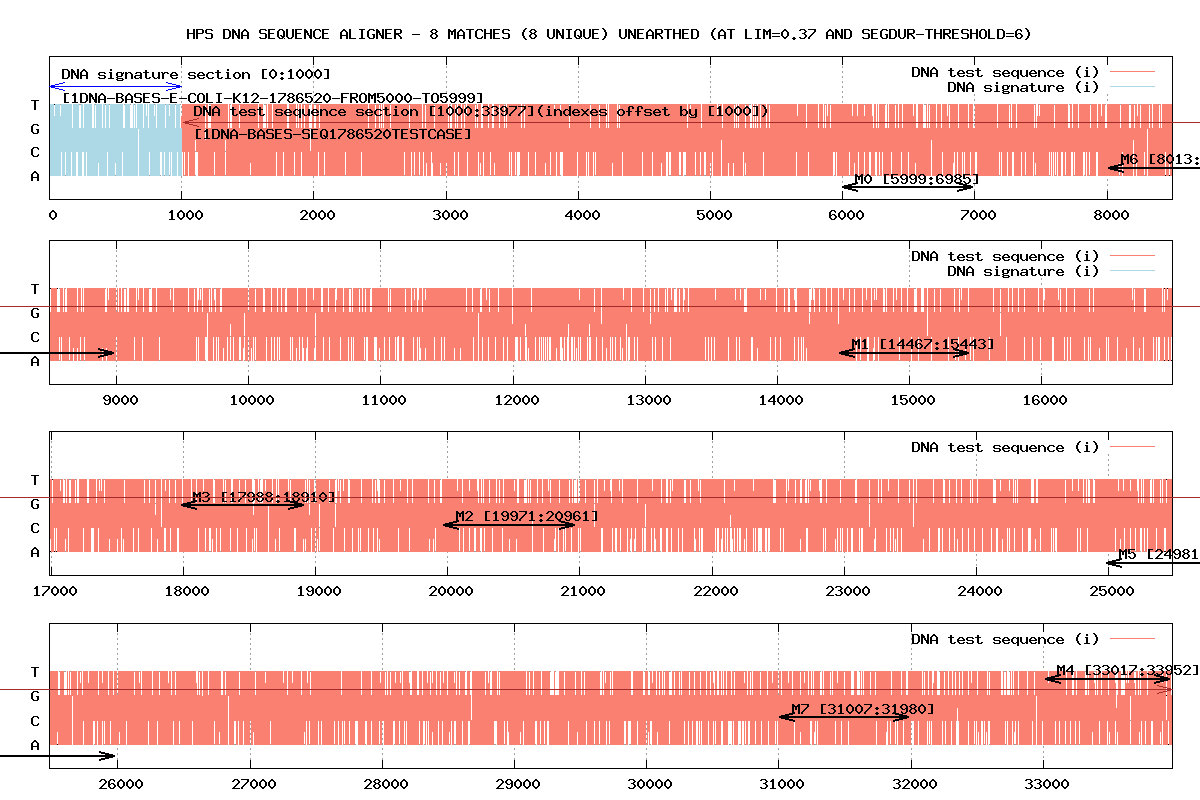 HPS DNA SEQUENCE ALIGNER - 8 MATCHES (8 UNIQUE) UNEARTHED (AT LIM=0.37 AND SEGDUR-THRESHOLD=6)
DNA signature section [0:1000]
DNA test sequence (i)
DNA signature (i)
[1DNA-BASES-E-COLI-K12-1786520-FROM5000-TO5999]
DNA test sequence section [1000:33977](indexes offset by [1000])
[1DNA-BASES-SEQ1786520TESTCASE]
T
G
C
A
M6 [8013:
M0 [5999:6985]
0 1000 2000 3000 4000 5000 6000 7000 8000
DNA test sequence (i)
DNA signature (i)
T
G
C
A
M1 [14467:15443]
9000 10000 11000 12000 13000 14000 15000 16000
DNA test sequence (i)
T
G
C
A
M3 [17988:18910]
M2 [19971:20961]
M5 [24981
17000 18000 19000 20000 21000 22000 23000 24000 25000
DNA test sequence (i)
T
G
C
A
M4 [33017:33952]
M7 [31007:31980]
26000 27000 28000 29000 30000 31000 32000 33000